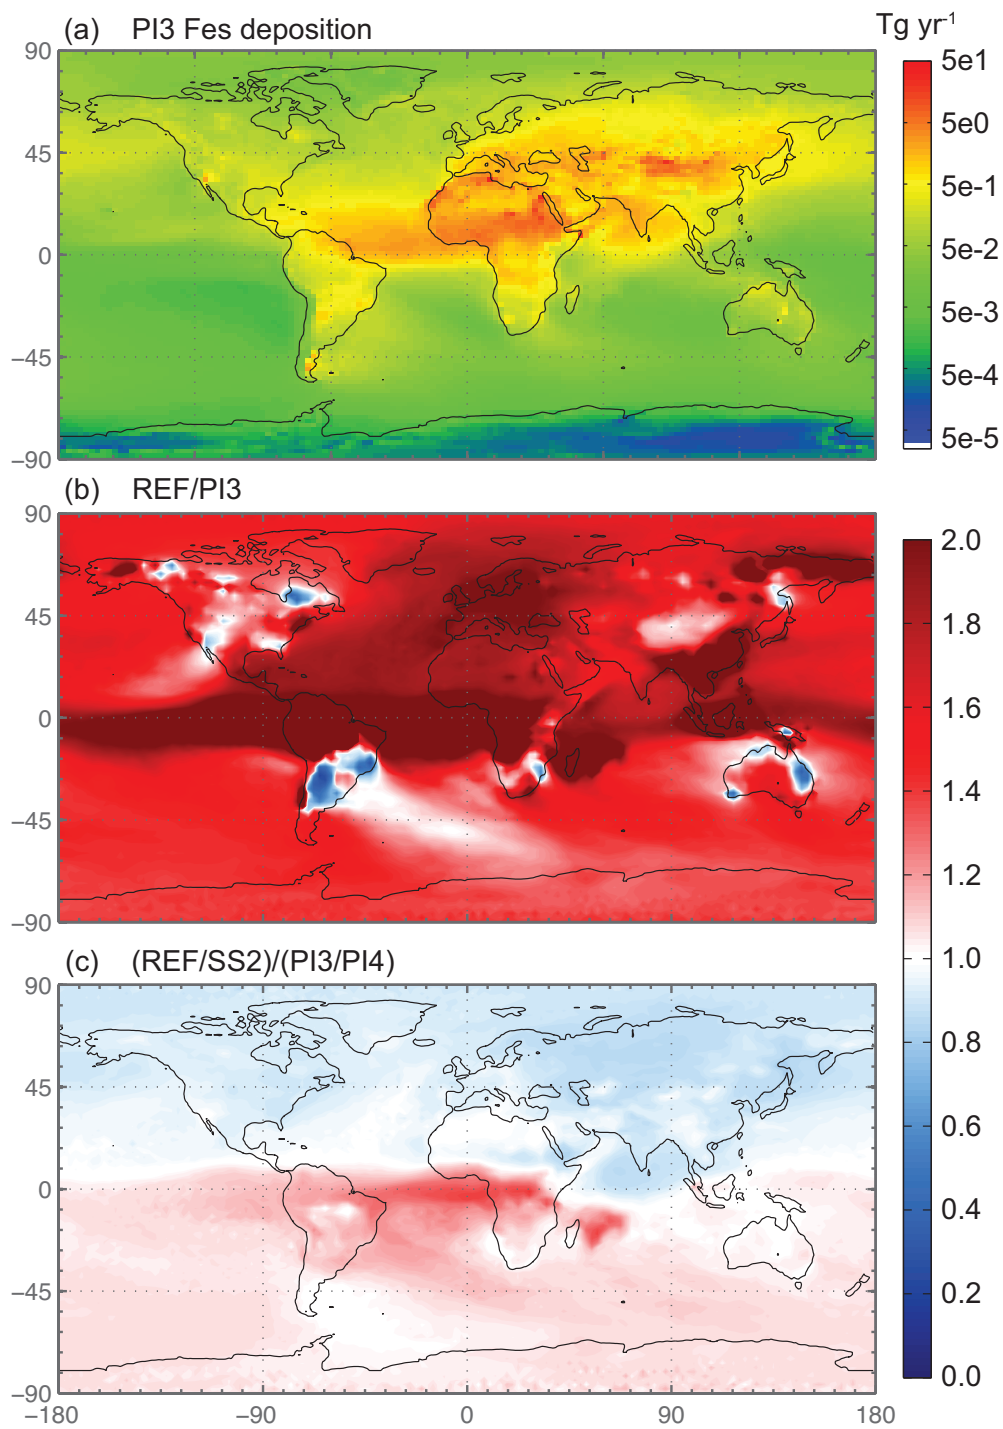 (a) PI3 Fes deposition
Tg yr-1
90
45
0
−45
−90
5e1
5e0
5e-1
5e-2
5e-3
5e-4
5e-5
(b) REF/PI3
90
45
0
−45
−90
(c) (REF/SS2)/(PI3/PI4)
90
45
0
−45
−90
−180 −90 0 90 180
2.0
1.8
1.6
1.4
1.2
1.0
0.8
0.6
0.4
0.2
0.0